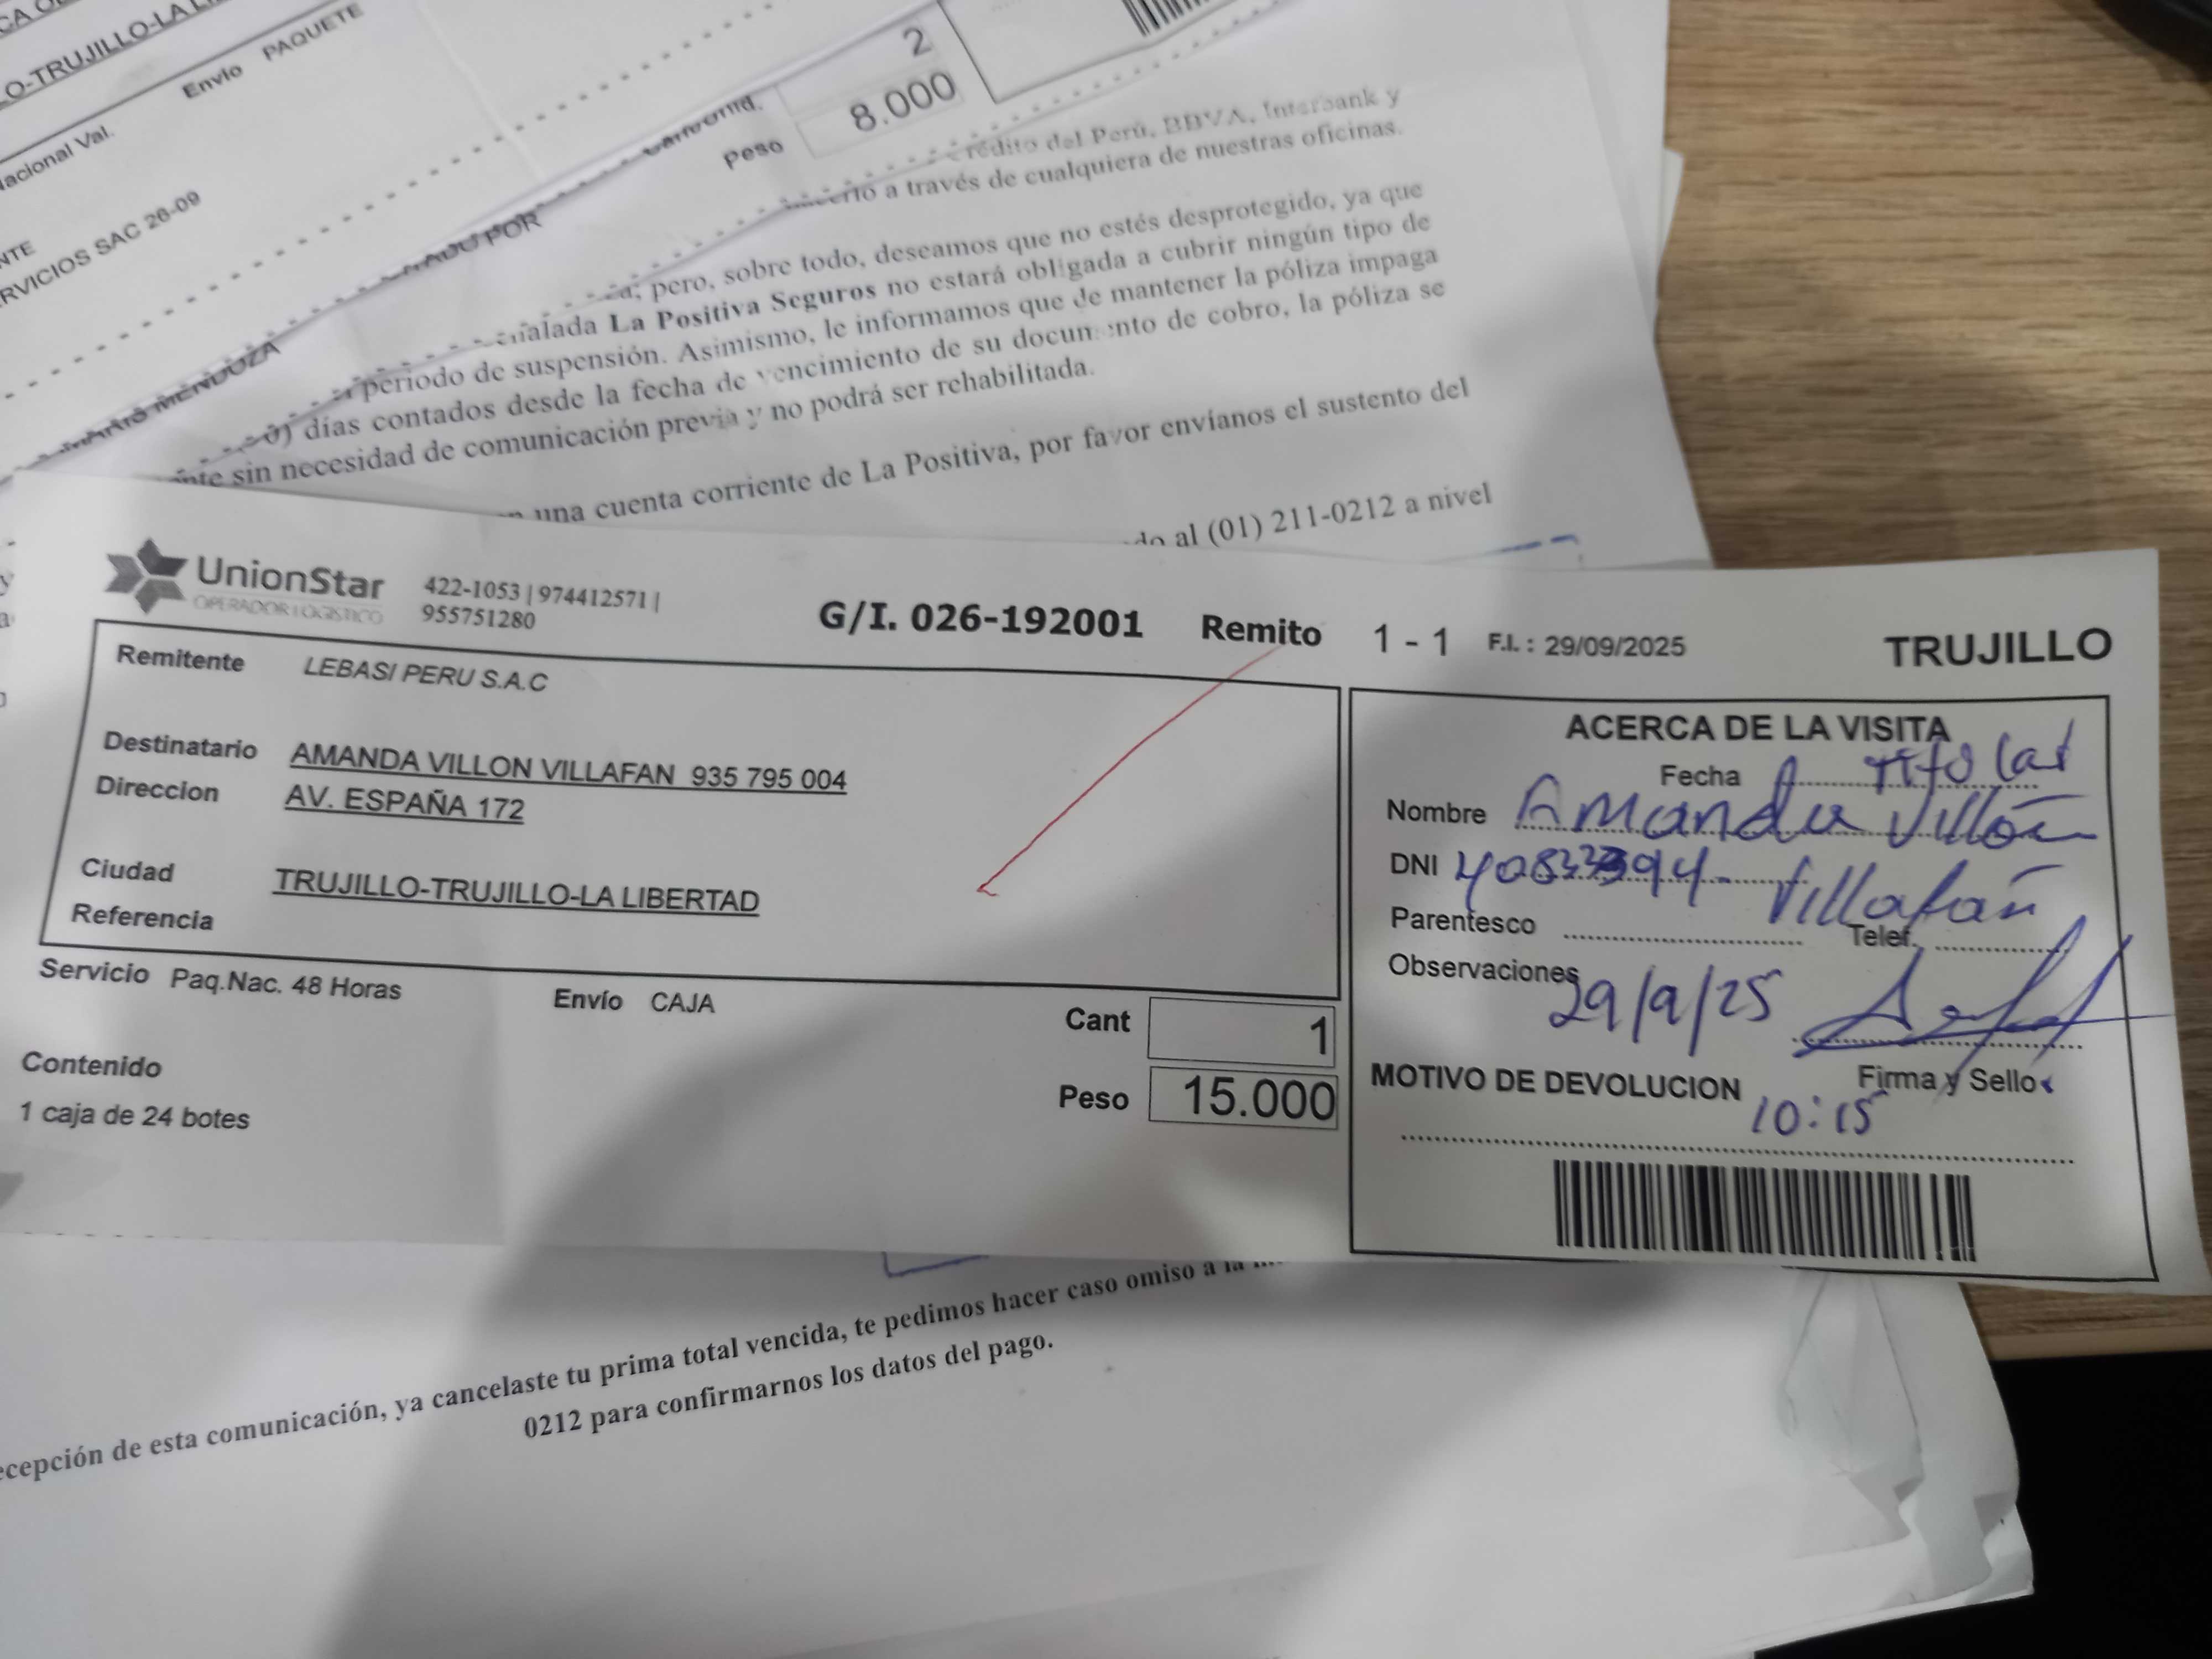 O-TRUJILLO-LA
Envío PAQUETE
Nacional Val.
RVICIOS SAC 26-09
2
Peso 8.000
Crédito del Perú, BBVA, Interbank y
a través de cualquiera de nuestras oficinas.
POR
pero, sobre todo, deseamos que no estés desprotegido, ya que
La Positiva Seguros no estará obligada a cubrir ningún tipo de
periodo de suspensión. Asimismo, le informamos que de mantener la póliza impaga
días contados desde la fecha de vencimiento de su documento de cobro, la póliza se
sin necesidad de comunicación previa y no podrá ser rehabilitada.
MENDOZA
una cuenta corriente de La Positiva, por favor envíanos el sustento del
al (01) 211-0212 a nivel
UnionStar
OPERADOR LOGISTICO
422-1053 | 974412571 |
955751280
G/I. 026-192001 Remito 1 - 1 F.I. : 29/09/2025 TRUJILLO
Remitente LEBASI PERU S.A.C
Destinatario AMANDA VILLON VILLAFAN 935 795 004
Direccion AV. ESPAÑA 172
Ciudad TRUJILLO-TRUJILLO-LA LIBERTAD
Referencia
Servicio Paq.Nac. 48 Horas Envío CAJA
Cant 1
Peso 15.000
Contenido
1 caja de 24 botes
ACERCA DE LA VISITA
Fecha Titular
Nombre Amanda Villón
DNI Villafan
Parentesco Telef.
Observaciones
29/9/25
Firma y Sello
MOTIVO DE DEVOLUCION
10:15
ecepción de esta comunicación, ya cancelaste tu prima total vencida, te pedimos hacer caso omiso a la
0212 para confirmarnos los datos del pago.